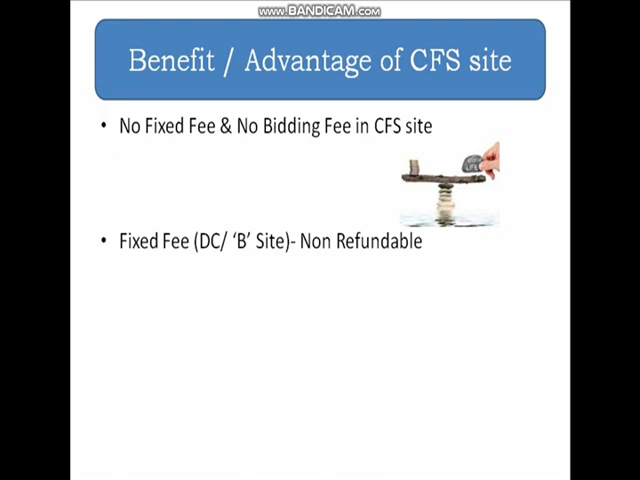 www.BANDICAM.com
Benefit / Advantage of CFS site
• No Fixed Fee & No Bidding Fee in CFS site
• Fixed Fee (DC/ ‘B’ Site)- Non Refundable